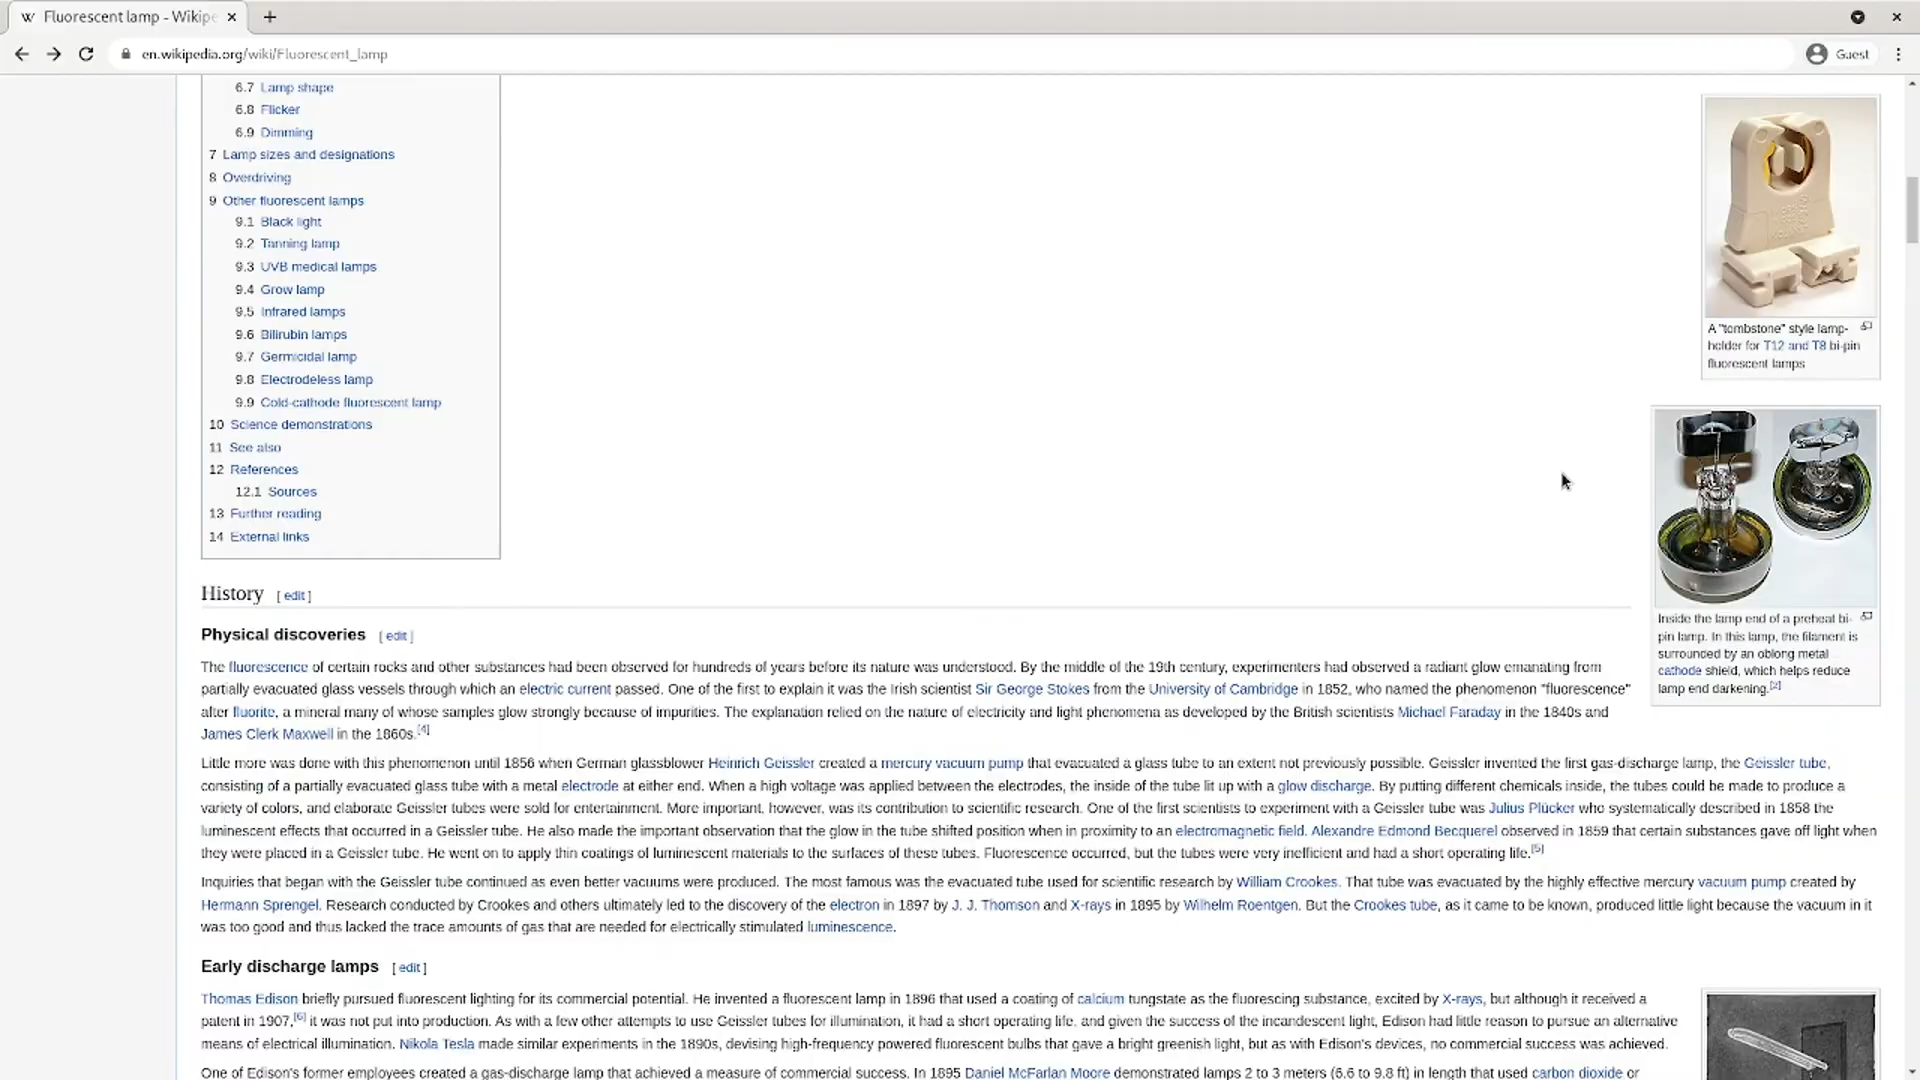 Fluorescent lamp - Wikipe
en.wikipedia.org/wiki/Fluorescent_lamp
Guest
6.7 Lamp shape
6.8 Flicker
6.9 Dimming
7 Lamp sizes and designations
8 Overdriving
9 Other fluorescent lamps
9.1 Black light
9.2 Tanning lamp
9.3 UVB medical lamps
9.4 Grow lamp
9.5 Infrared lamps
9.6 Bilirubin lamps
9.7 Germicidal lamp
9.8 Electrodeless lamp
9.9 Cold-cathode fluorescent lamp
10 Science demonstrations
11 See also
12 References
12.1 Sources
13 Further reading
14 External links
A "tombstone" style lamp-
holder for T12 and T8 bi-pin
fluorescent lamps
Inside the lamp end of a preheat bi-
pin lamp. In this lamp, the filament is
surrounded by an oblong metal
cathode shield, which helps reduce
lamp end darkening.[2]
History [ edit ]
Physical discoveries [ edit ]
The fluorescence of certain rocks and other substances had been observed for hundreds of years before its nature was understood. By the middle of the 19th century, experimenters had observed a radiant glow emanating from
partially evacuated glass vessels through which an electric current passed. One of the first to explain it was the Irish scientist Sir George Stokes from the University of Cambridge in 1852, who named the phenomenon "fluorescence"
after fluorite, a mineral many of whose samples glow strongly because of impurities. The explanation relied on the nature of electricity and light phenomena as developed by the British scientists Michael Faraday in the 1840s and
James Clerk Maxwell in the 1860s.[4]
Little more was done with this phenomenon until 1856 when German glassblower Heinrich Geissler created a mercury vacuum pump that evacuated a glass tube to an extent not previously possible. Geissler invented the first gas-discharge lamp, the Geissler tube,
consisting of a partially evacuated glass tube with a metal electrode at either end. When a high voltage was applied between the electrodes, the inside of the tube lit up with a glow discharge. By putting different chemicals inside, the tubes could be made to produce a
variety of colors, and elaborate Geissler tubes were sold for entertainment. More important, however, was its contribution to scientific research. One of the first scientists to experiment with a Geissler tube was Julius Plücker who systematically described in 1858 the
luminescent effects that occurred in a Geissler tube. He also made the important observation that the glow in the tube shifted position when in proximity to an electromagnetic field. Alexandre Edmond Becquerel observed in 1859 that certain substances gave off light when
they were placed in a Geissler tube. He went on to apply thin coatings of luminescent materials to the surfaces of these tubes. Fluorescence occurred, but the tubes were very inefficient and had a short operating life.[5]
Inquiries that began with the Geissler tube continued as even better vacuums were produced. The most famous was the evacuated tube used for scientific research by William Crookes. That tube was evacuated by the highly effective mercury vacuum pump created by
Hermann Sprengel. Research conducted by Crookes and others ultimately led to the discovery of the electron in 1897 by J. J. Thomson and X-rays in 1895 by Wilhelm Roentgen. But the Crookes tube, as it came to be known, produced little light because the vacuum in it
was too good and thus lacked the trace amounts of gas that are needed for electrically stimulated luminescence.
Early discharge lamps [ edit ]
Thomas Edison briefly pursued fluorescent lighting for its commercial potential. He invented a fluorescent lamp in 1896 that used a coating of calcium tungstate as the fluorescing substance, excited by X-rays, but although it received a
patent in 1907,[6] it was not put into production. As with a few other attempts to use Geissler tubes for illumination, it had a short operating life, and given the success of the incandescent light, Edison had little reason to pursue an alternative
means of electrical illumination. Nikola Tesla made similar experiments in the 1890s, devising high-frequency powered fluorescent bulbs that gave a bright greenish light, but as with Edison's devices, no commercial success was achieved.
One of Edison's former employees created a gas-discharge lamp that achieved a measure of commercial success. In 1895 Daniel McFarlan Moore demonstrated lamps 2 to 3 meters (6.6 to 9.8 ft) in length that used carbon dioxide or